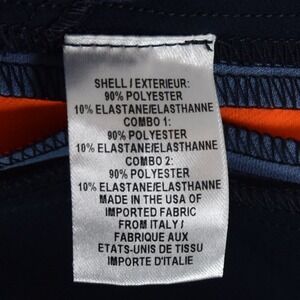 SHELL / EXTERIEUR:
90% POLYESTER
10% ELASTANE/ELASTHANNE
COMBO 1:
90% POLYESTER
10% ELASTANE/ELASTHANNE
COMBO 2:
90% POLYESTER
10% ELASTANE/ELASTHANNE
MADE IN THE USA OF
IMPORTED FABRIC
FROM ITALY /
FABRIQUE AUX
ETATS-UNIS DE TISSU
IMPORTE D'ITALIE